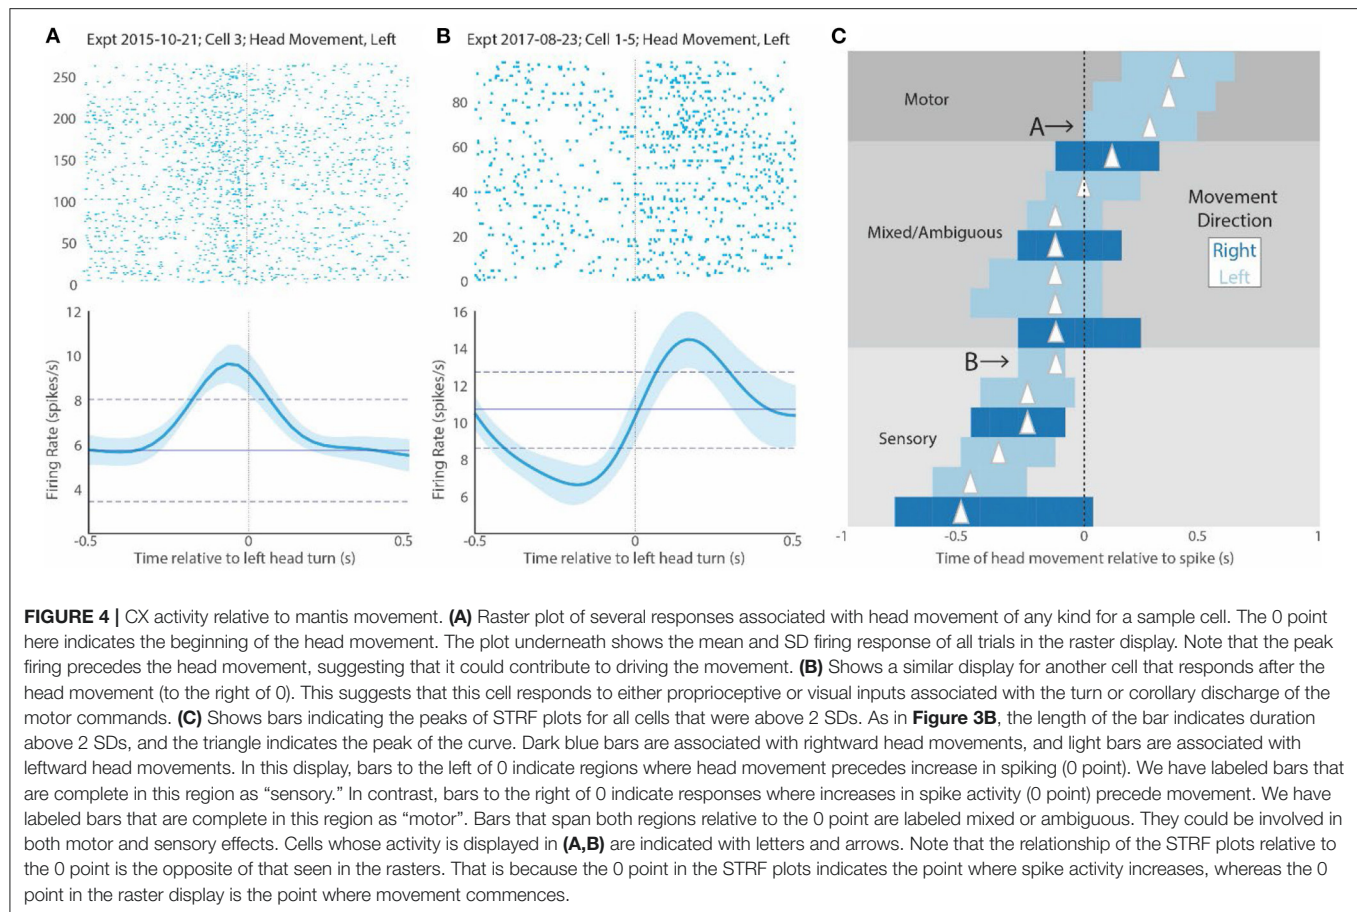 A Expt 2015-10-21; Cell 3; Head Movement, Left
250
200
150
100
50
0
12
10
8
6
4
Firing Rate (spikes/s)
-0.5 0 0.5
Time relative to left head turn (s)
B Expt 2017-08-23; Cell 1-5; Head Movement, Left
80
60
40
20
0
16
14
12
10
8
6
Firing Rate (spikes/s)
-0.5 0 0.5
Time relative to left head turn (s)
C
Motor
A→
Mixed/Ambiguous
Movement
Direction
Right
Left
B→
Sensory
-1 -0.5 0 0.5 1
Time of head movement relative to spike (s)
FIGURE 4 | CX activity relative to mantis movement. (A) Raster plot of several responses associated with head movement of any kind for a sample cell. The 0 point
here indicates the beginning of the head movement. The plot underneath shows the mean and SD firing response of all trials in the raster display. Note that the peak
firing precedes the head movement, suggesting that it could contribute to driving the movement. (B) Shows a similar display for another cell that responds after the
head movement (to the right of 0). This suggests that this cell responds to either proprioceptive or visual inputs associated with the turn or corollary discharge of the
motor commands. (C) Shows bars indicating the peaks of STRF plots for all cells that were above 2 SDs. As in Figure 3B, the length of the bar indicates duration
above 2 SDs, and the triangle indicates the peak of the curve. Dark blue bars are associated with rightward head movements, and light bars are associated with
leftward head movements. In this display, bars to the left of 0 indicate regions where head movement precedes increase in spiking (0 point). We have labeled bars that
are complete in this region as “sensory.” In contrast, bars to the right of 0 indicate responses where increases in spike activity (0 point) precede movement. We have
labeled bars that are complete in this region as “motor”. Bars that span both regions relative to the 0 point are labeled mixed or ambiguous. They could be involved in
both motor and sensory effects. Cells whose activity is displayed in (A,B) are indicated with letters and arrows. Note that the relationship of the STRF plots relative to
the 0 point is the opposite of that seen in the rasters. That is because the 0 point in the STRF plots indicates the point where spike activity increases, whereas the 0
point in the raster display is the point where movement commences.